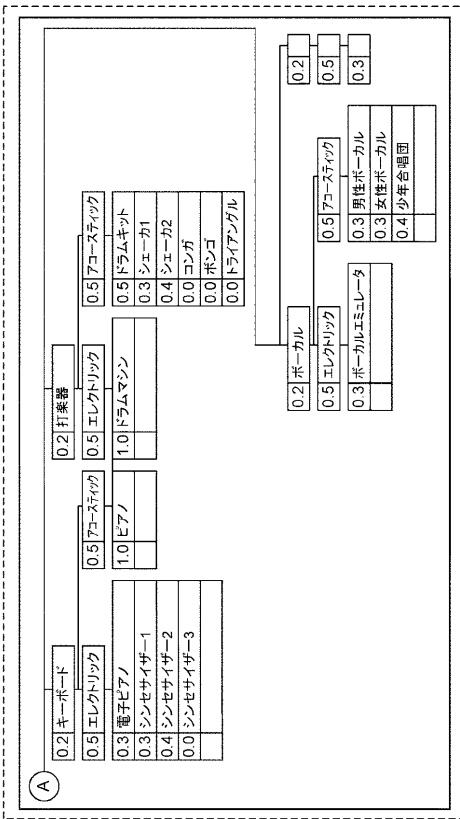 A
0.2 キーボード
0.5 エレクトリック
0.3 電子ピアノ
0.3 シンセサイザー1
0.4 シンセサイザー2
0.0 シンセサイザー3
0.5 アコースティック
1.0 ピアノ
0.2 打楽器
0.5 エレクトリック
1.0 ドラムマシン
0.5 アコースティック
0.5 ドラムキット
0.3 シェーカ1
0.4 シェーカ2
0.0 コンガ
0.0 ボンゴ
0.0 トライアングル
0.2 ボーカル
0.5 エレクトリック
0.3 ボーカルエミュレータ
0.5 アコースティック
0.3 男性ボーカル
0.3 女性ボーカル
0.4 少年合唱団
0.2
0.5
0.3